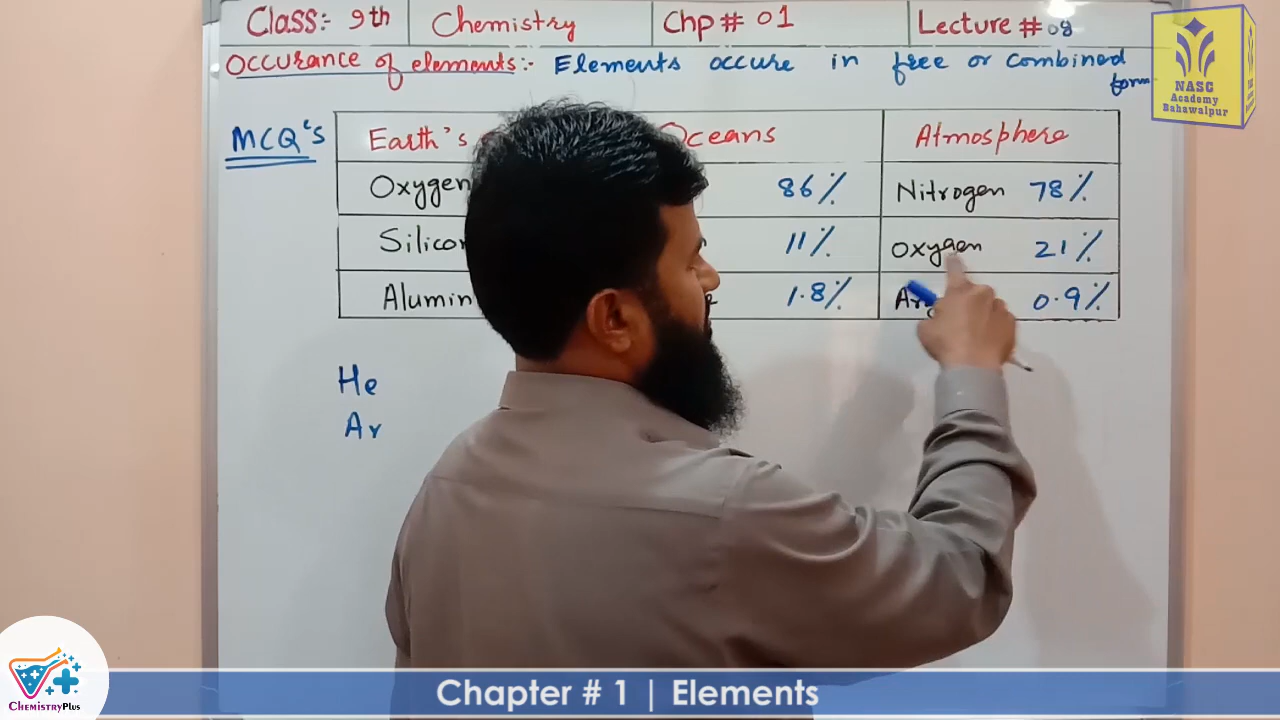 Class:- 9th Chemistry Chp # 01 Lecture # 08
Occurance of elements:- Elements occure in free or combined
form
NASC
Academy
Bahawalpur
MCQ's Earth's Oceans Atmosphere
Oxygen 86% Nitrogen 78%
Silicon 11% Oxygen 21%
Alumin 1.8% 0.9%
He
Ar
ChemistryPlus
Chapter # 1 | Elements